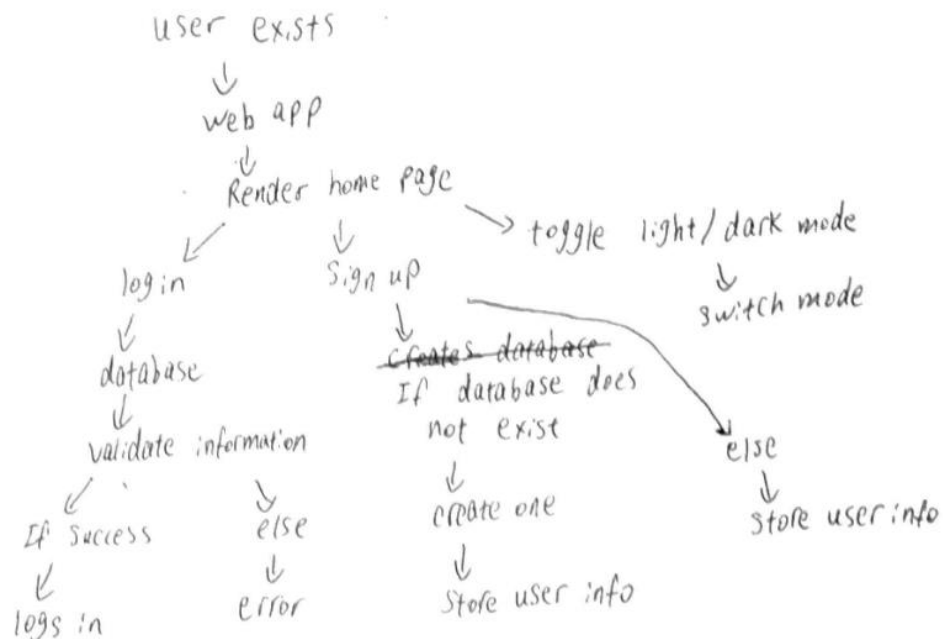 user exists
web app
Render home page
toggle light/dark mode
login
sign up
switch mode
database
creates database
If database does
not exist
validate information
else
If success
else
create one
store user info
logs in
error
store user info